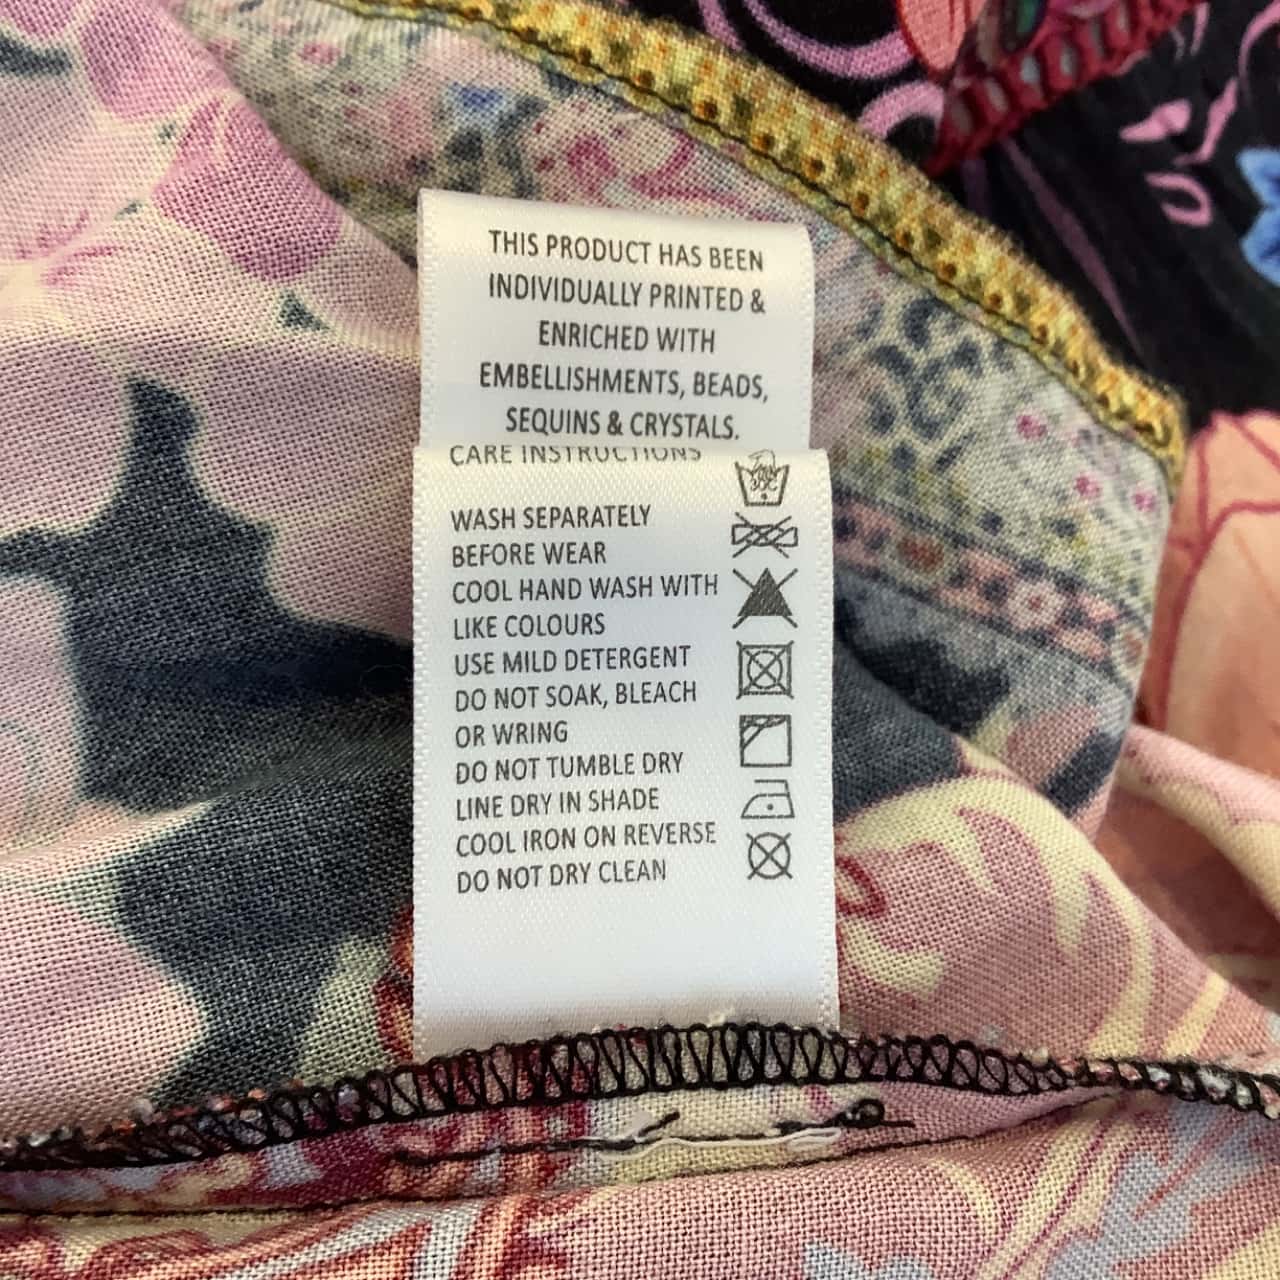 THIS PRODUCT HAS BEEN
INDIVIDUALLY PRINTED &
ENRICHED WITH
EMBELLISHMENTS, BEADS,
SEQUINS & CRYSTALS.
CARE INSTRUCTIONS
WASH SEPARATELY
BEFORE WEAR
COOL HAND WASH WITH
LIKE COLOURS
USE MILD DETERGENT
DO NOT SOAK, BLEACH
OR WRING
DO NOT TUMBLE DRY
LINE DRY IN SHADE
COOL IRON ON REVERSE
DO NOT DRY CLEAN